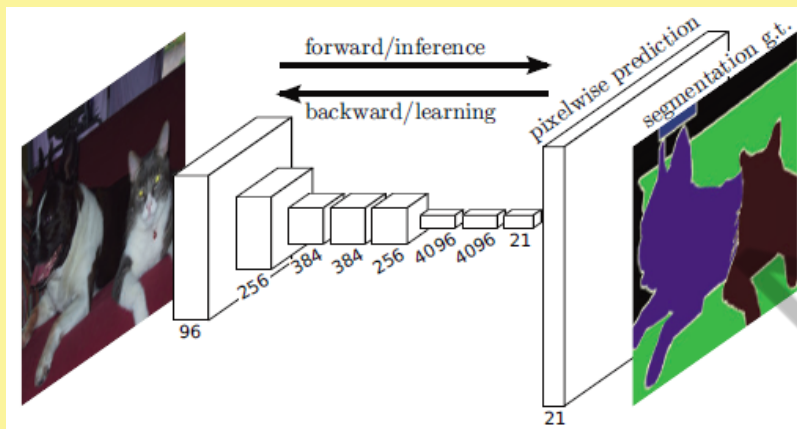 forward/inference
backward/learning
pixelwise prediction
segmentation g.t.
96
256
384
384
256
4096
4096
21
21